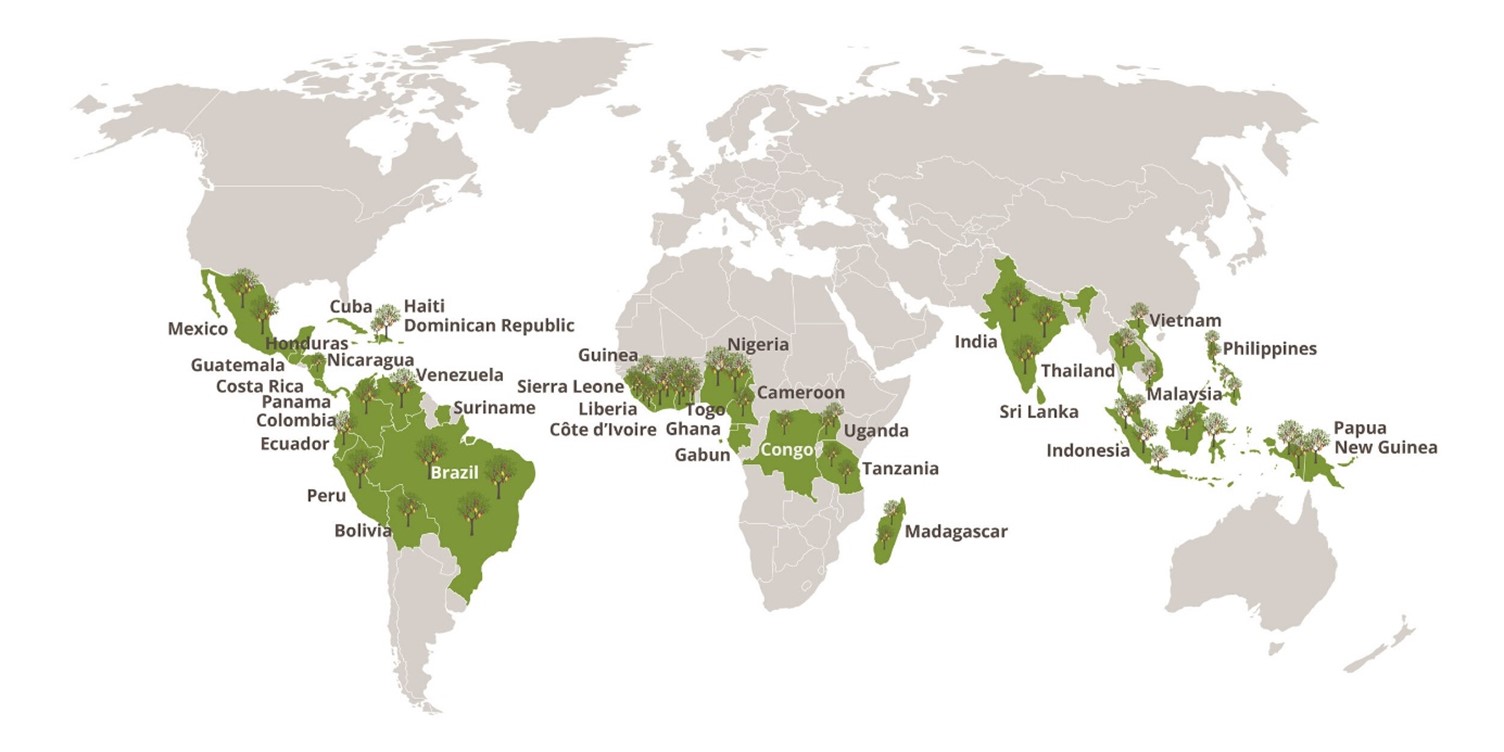 Cuba
Haiti
Dominican Republic
Mexico
Honduras
Guatemala
Nicaragua
Costa Rica
Venezuela
Panama
Suriname
Colombia
Ecuador
Brazil
Peru
Bolivia
Nigeria
Guinea
Sierra Leone
Cameroon
Liberia
Togo
Côte d’Ivoire
Ghana
Uganda
Gabun
Congo
Tanzania
Madagascar
Vietnam
India
Philippines
Thailand
Malaysia
Sri Lanka
Indonesia
Papua
New Guinea